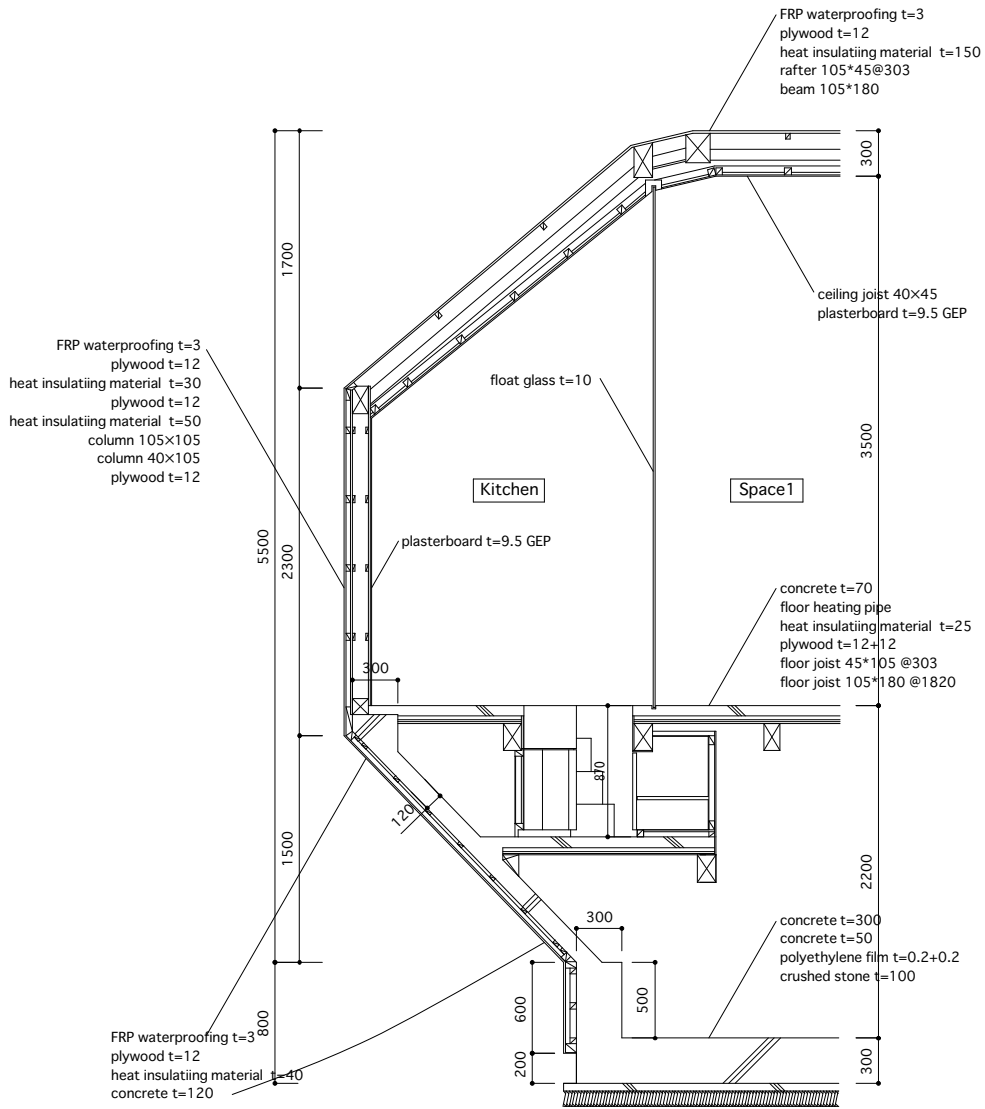 FRP waterproofing t=3
plywood t=12
heat insulatiing material t=150
rafter 105*45@303
beam 105*180
300
1700
ceiling joist 40×45
plasterboard t=9.5 GEP
FRP waterproofing t=3
plywood t=12
heat insulatiing material t=30
plywood t=12
heat insulatiing material t=50
column 105×105
column 40×105
plywood t=12
float glass t=10
3500
Kitchen
Space1
5500
2300
plasterboard t=9.5 GEP
concrete t=70
floor heating pipe
heat insulatiing material t=25
plywood t=12+12
floor joist 45*105 @303
floor joist 105*180 @1820
300
870
120
1500
2200
300
concrete t=300
concrete t=50
polyethylene film t=0.2+0.2
crushed stone t=100
600
500
800
200
300
FRP waterproofing t=3
plywood t=12
heat insulatiing material t=40
concrete t=120